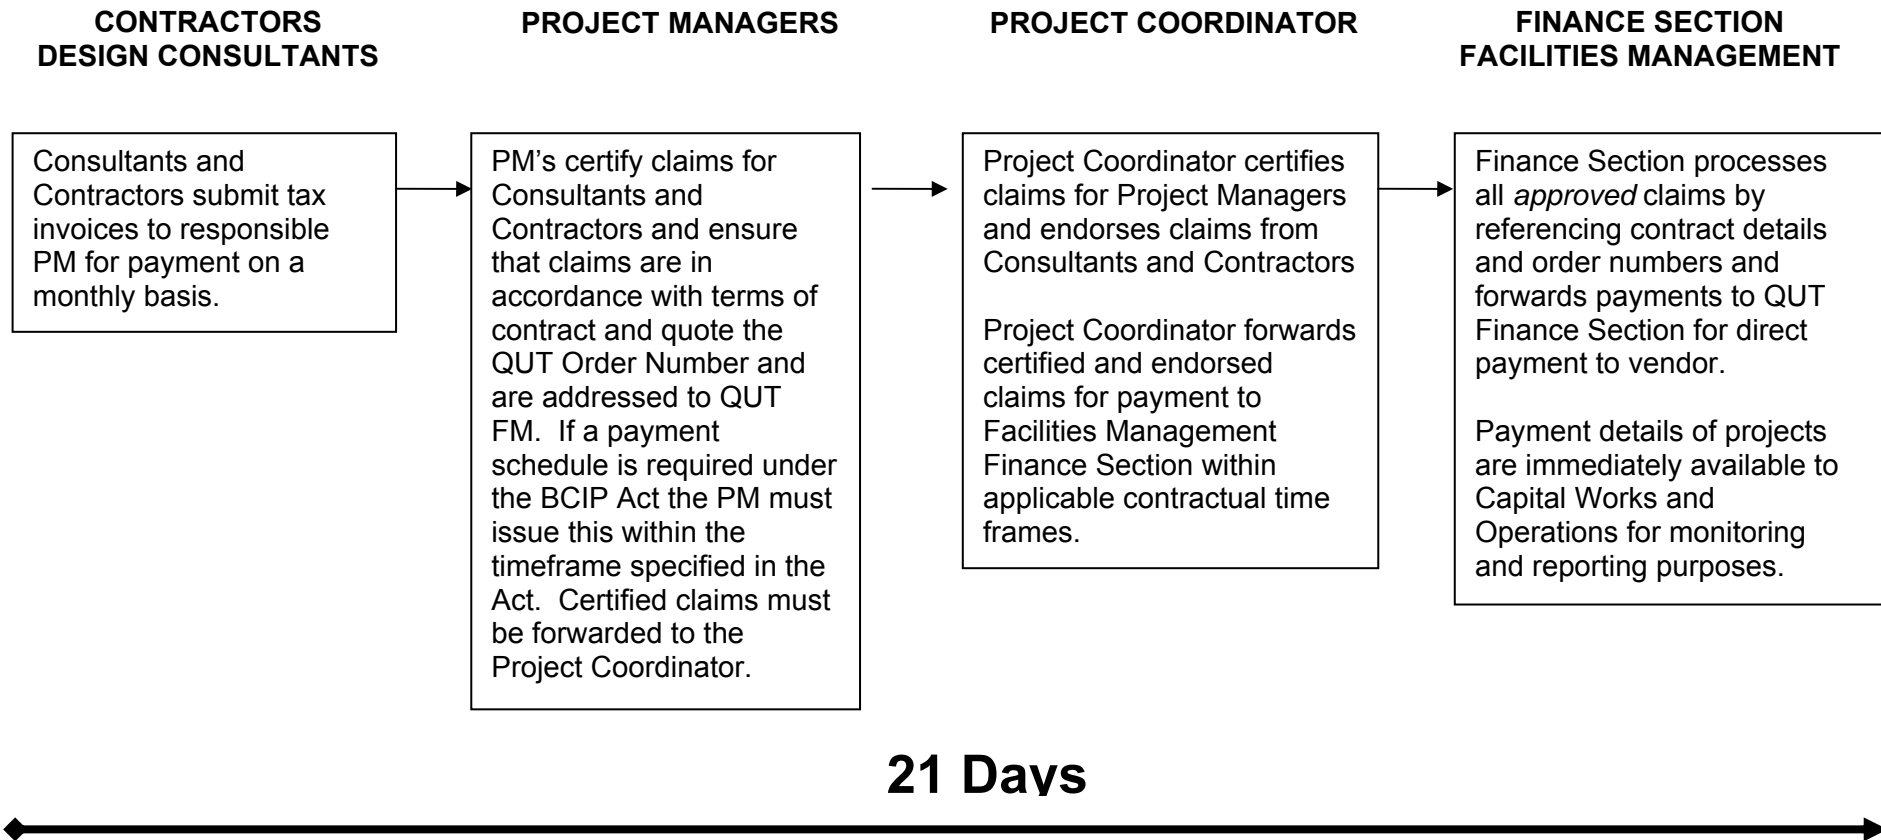 CONTRACTORS
DESIGN CONSULTANTS
PROJECT MANAGERS
PROJECT COORDINATOR
FINANCE SECTION
FACILITIES MANAGEMENT
Consultants and
Contractors submit tax
invoices to responsible
PM for payment on a
monthly basis.
PM's certify claims for
Consultants and
Contractors and ensure
that claims are in
accordance with terms of
contract and quote the
QUT Order Number and
are addressed to QUT
FM.  If a payment
schedule is required under
the BCIP Act the PM must
issue this within the
timeframe specified in the
Act.  Certified claims must
be forwarded to the
Project Coordinator.
Project Coordinator certifies
claims for Project Managers
and endorses claims from
Consultants and Contractors
Project Coordinator forwards
certified and endorsed
claims for payment to
Facilities Management
Finance Section within
applicable contractual time
frames.
Finance Section processes
all approved claims by
referencing contract details
and order numbers and
forwards payments to QUT
Finance Section for direct
payment to vendor.
Payment details of projects
are immediately available to
Capital Works and
Operations for monitoring
and reporting purposes.
21 Days